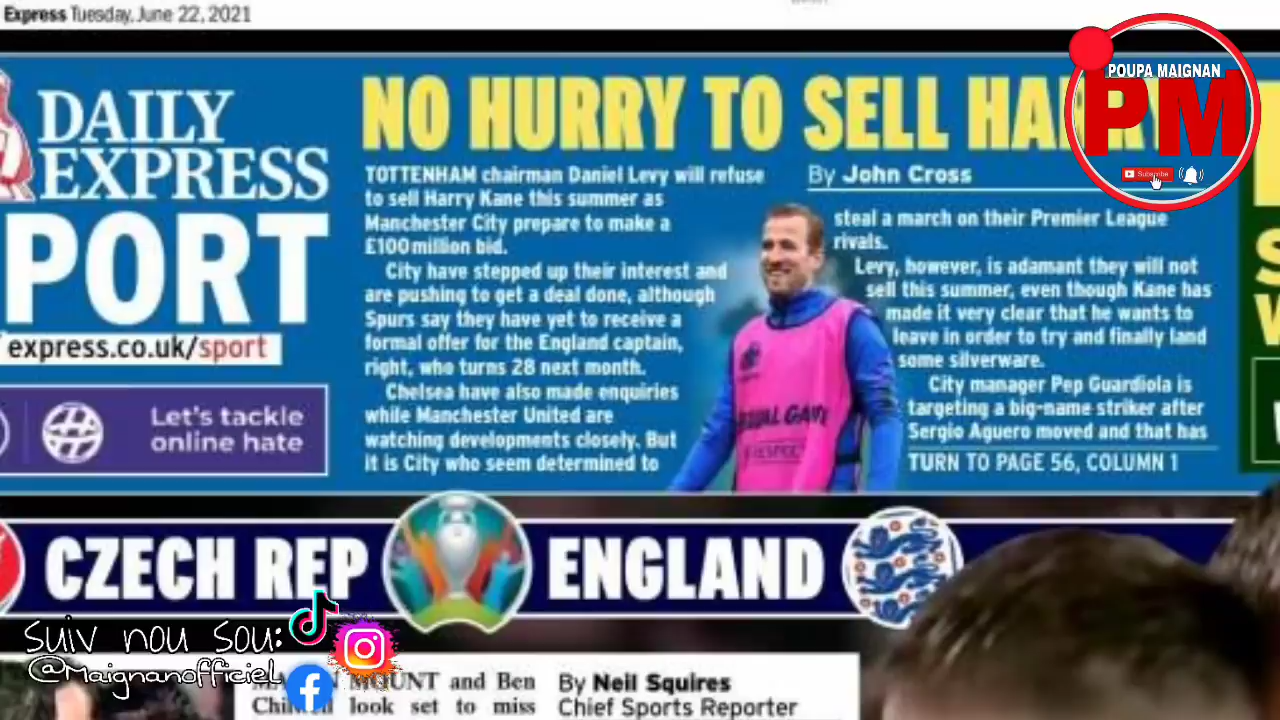 Express Tuesday, June 22, 2021
DAILY
EXPRESS
PORT
express.co.uk/sport
Let's tackle
online hate
NO HURRY TO SELL HARRY
TOTTENHAM chairman Daniel Levy will refuse
to sell Harry Kane this summer as
Manchester City prepare to make a
£100million bid.
City have stepped up their interest and
are pushing to get a deal done, although
Spurs say they have yet to receive a
formal offer for the England captain,
right, who turns 28 next month.
Chelsea have also made enquiries
while Manchester United are
watching developments closely. But
it is City who seem determined to
By John Cross
steal a march on their Premier League
rivals.
Levy, however, is adamant they will not
sell this summer, even though Kane has
made it very clear that he wants to
leave in order to try and finally land
some silverware.
City manager Pep Guardiola is
targeting a big-name striker after
Sergio Aguero moved and that has
TURN TO PAGE 56, COLUMN 1
EQUAL GAME
RESPECT
POUPA MAIGNAN
PM
Subscribe
CZECH REP
ENGLAND
Suiv nou sou:
@Maignanofficiel
MOUNT and Ben
look set to miss
By Neil Squires
Chief Sports Reporter